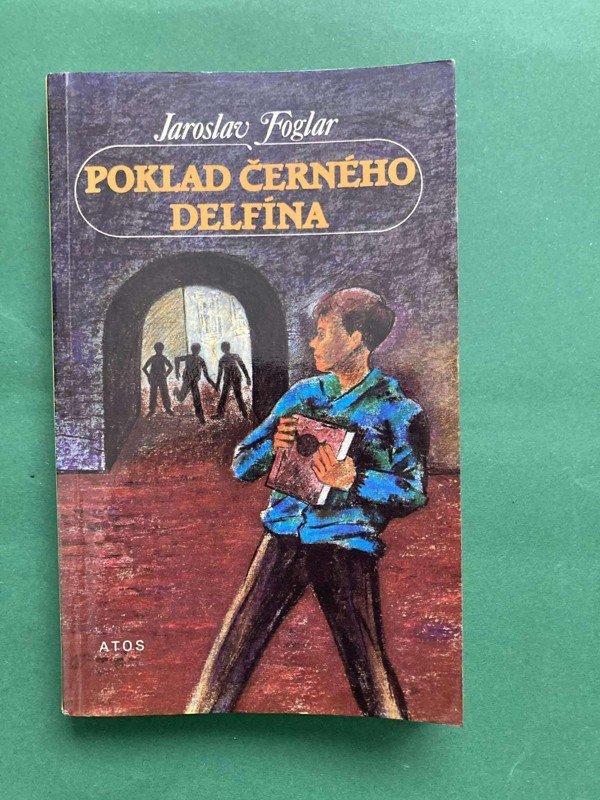 Jaroslav Foglar
POKLAD ČERNÉHO
DELFÍNA
ATOS